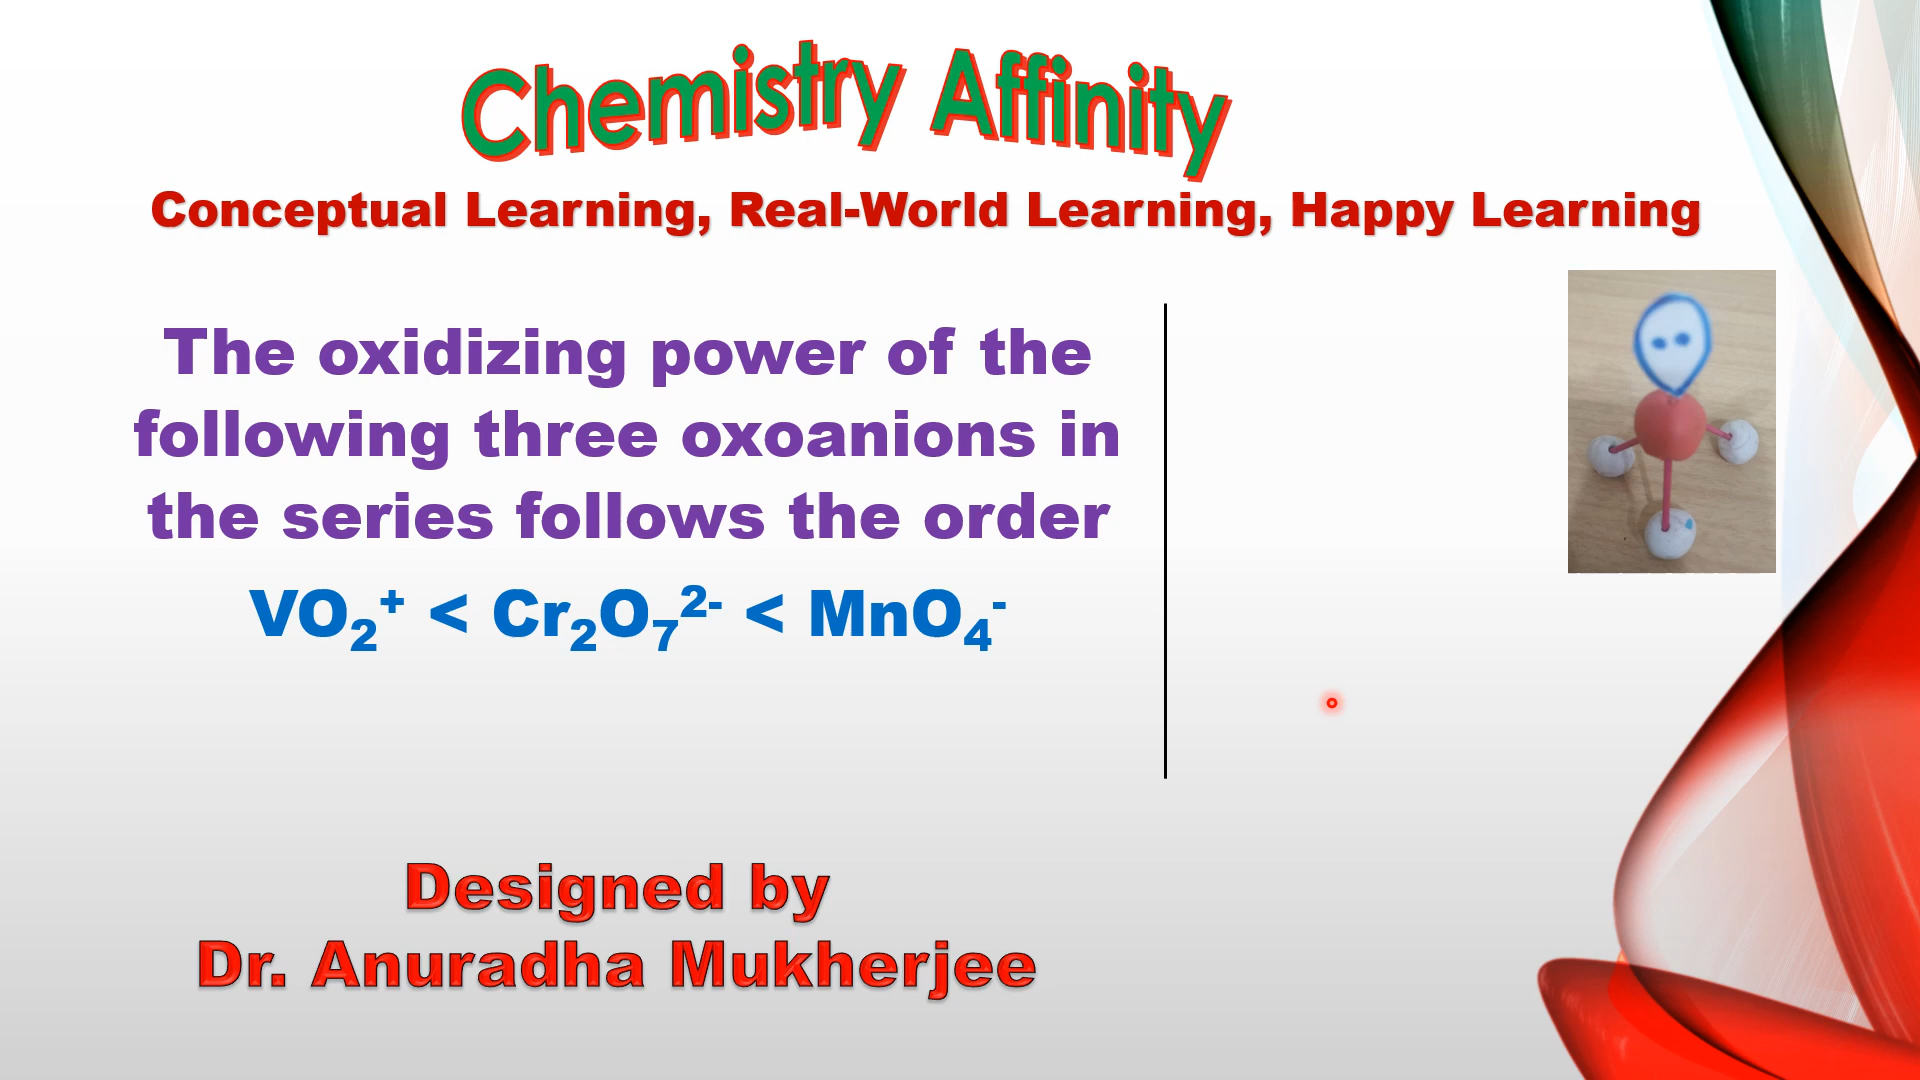 Chemistry Affinity
Conceptual Learning, Real-World Learning, Happy Learning
The oxidizing power of the
following three oxoanions in
the series follows the order
VO₂⁺ < Cr₂O₇²⁻ < MnO₄⁻
Designed by
Dr. Anuradha Mukherjee